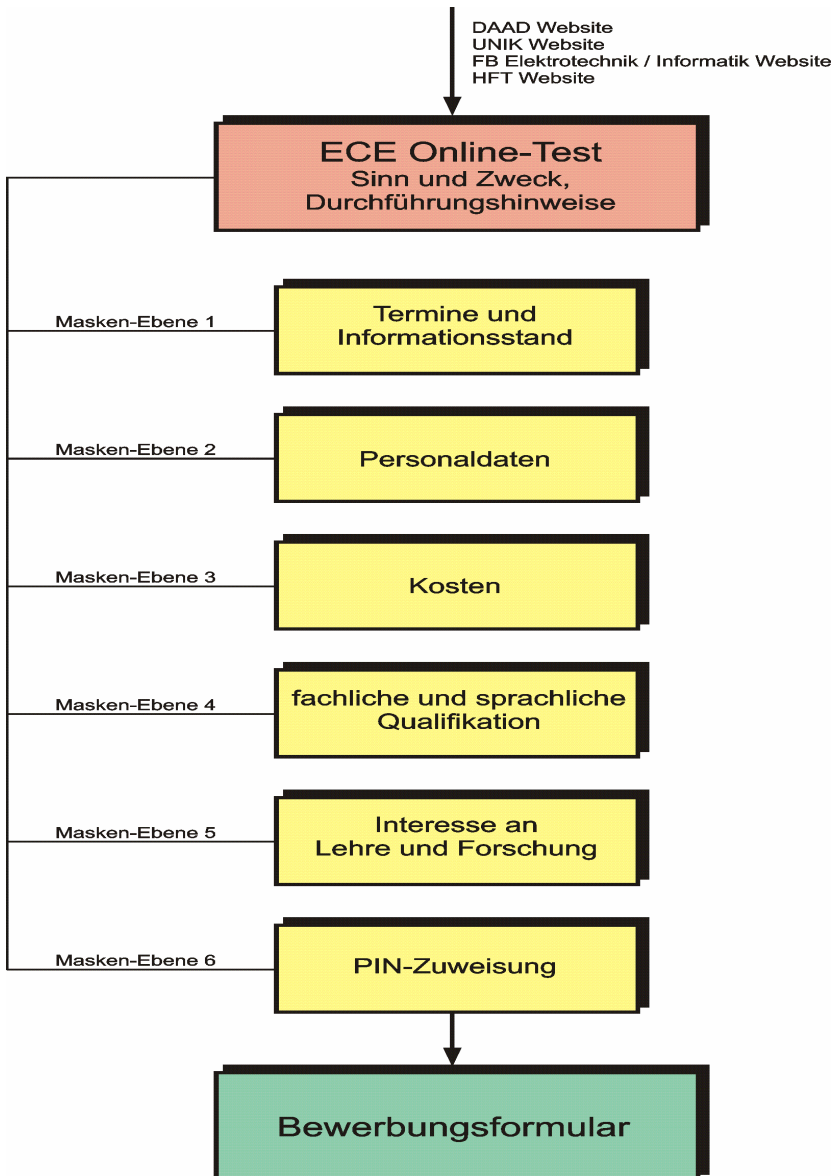 DAAD Website
UNIK Website
FB Elektrotechnik / Informatik Website
HFT Website
ECE Online-Test
Sinn und Zweck,
Durchführungshinweise
Masken-Ebene 1
Termine und
Informationsstand
Masken-Ebene 2
Personaldaten
Masken-Ebene 3
Kosten
Masken-Ebene 4
fachliche und sprachliche
Qualifikation
Masken-Ebene 5
Interesse an
Lehre und Forschung
Masken-Ebene 6
PIN-Zuweisung
Bewerbungsformular